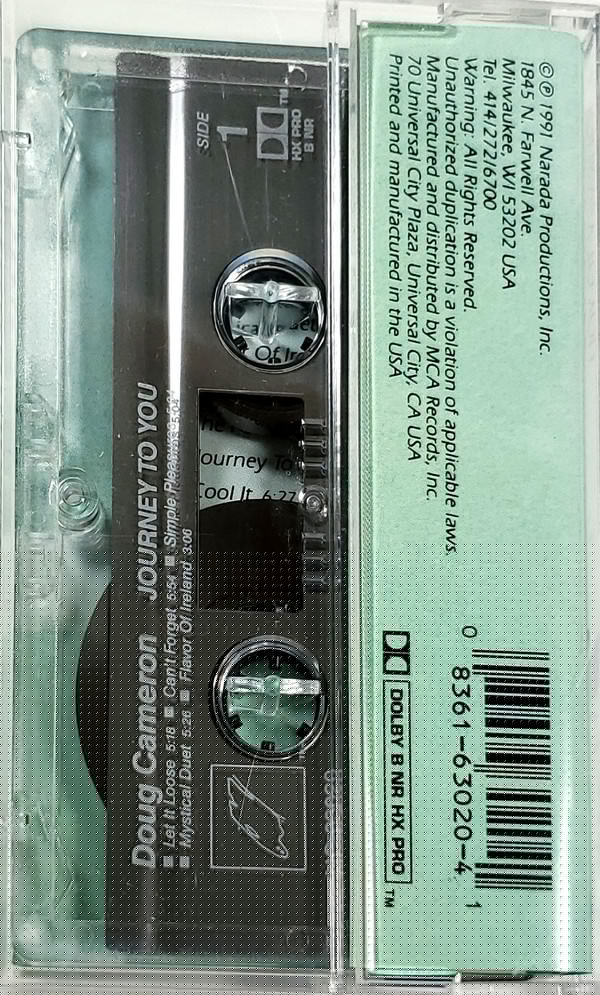 Doug Cameron JOURNEY TO YOU
Let It Loose 5:18 Can't Forget 5:54 Simple Pleasures 5:04
Mystical Duet 5:26 Flavor Of Ireland 3:06
SIDE
1
HX PRO
B NR
TM
Of Ire
Journey To
Cool It 6:27
© ℗ 1991 Narada Productions, Inc.
1845 N. Farwell Ave.
Milwaukee, WI 53202 USA
Tel. 414/272/6700
Warning: All Rights Reserved.
Unauthorized duplication is a violation of applicable laws.
Manufactured and distributed by MCA Records, Inc.
70 Universal City Plaza, Universal City, CA USA
Printed and manufactured in the USA
DOLBY B NR HX PRO
TM
0 8361-63020-4 1